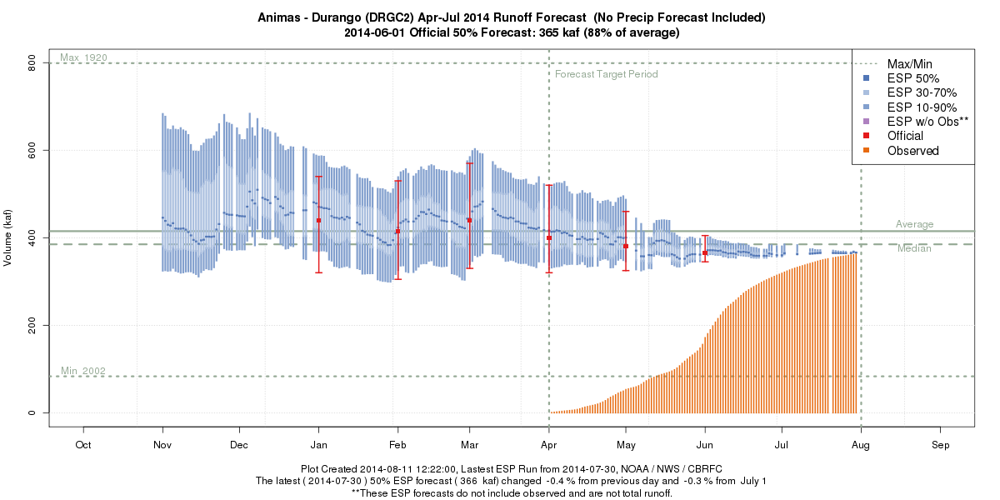 Animas - Durango (DRGC2) Apr-Jul 2014 Runoff Forecast (No Precip Forecast Included)
2014-06-01 Official 50% Forecast: 365 kaf (88% of average)
Max 1920
Forecast Target Period
Max/Min
ESP 50%
ESP 30-70%
ESP 10-90%
ESP w/o Obs**
Official
Observed
Average
Median
Min 2002
Volume (kaf)
800
600
400
200
0
Oct Nov Dec Jan Feb Mar Apr May Jun Jul Aug Sep
Plot Created 2014-08-11 12:22:00, Lastest ESP Run from 2014-07-30, NOAA / NWS / CBRFC
The latest ( 2014-07-30 ) 50% ESP forecast ( 366 kaf) changed -0.4 % from previous day and -0.3 % from July 1
**These ESP forecasts do not include observed and are not total runoff.